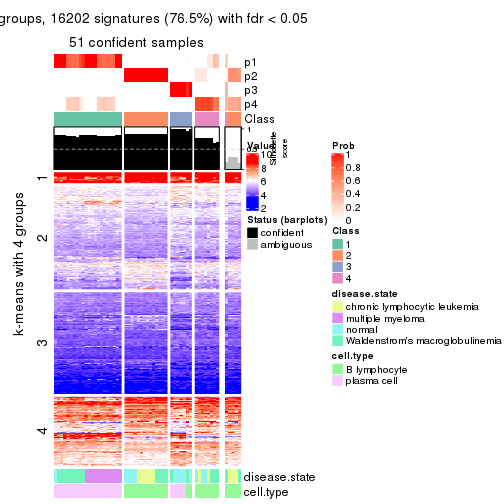 groups, 16202 signatures (76.5%) with fdr < 0.05
51 confident samples
p1
p2
p3
p4
Class
1
0.5
Silhouette
score
k-means with 4 groups
1
2
3
4
Value
10
8
6
4
2
Status (barplots)
confident
ambiguous
Prob
1
0.8
0.6
0.4
0.2
0
Class
1
2
3
4
disease.state
chronic lymphocytic leukemia
multiple myeloma
normal
Waldenstrom's macroglobulinemia
cell.type
B lymphocyte
plasma cell
disease.state
cell.type